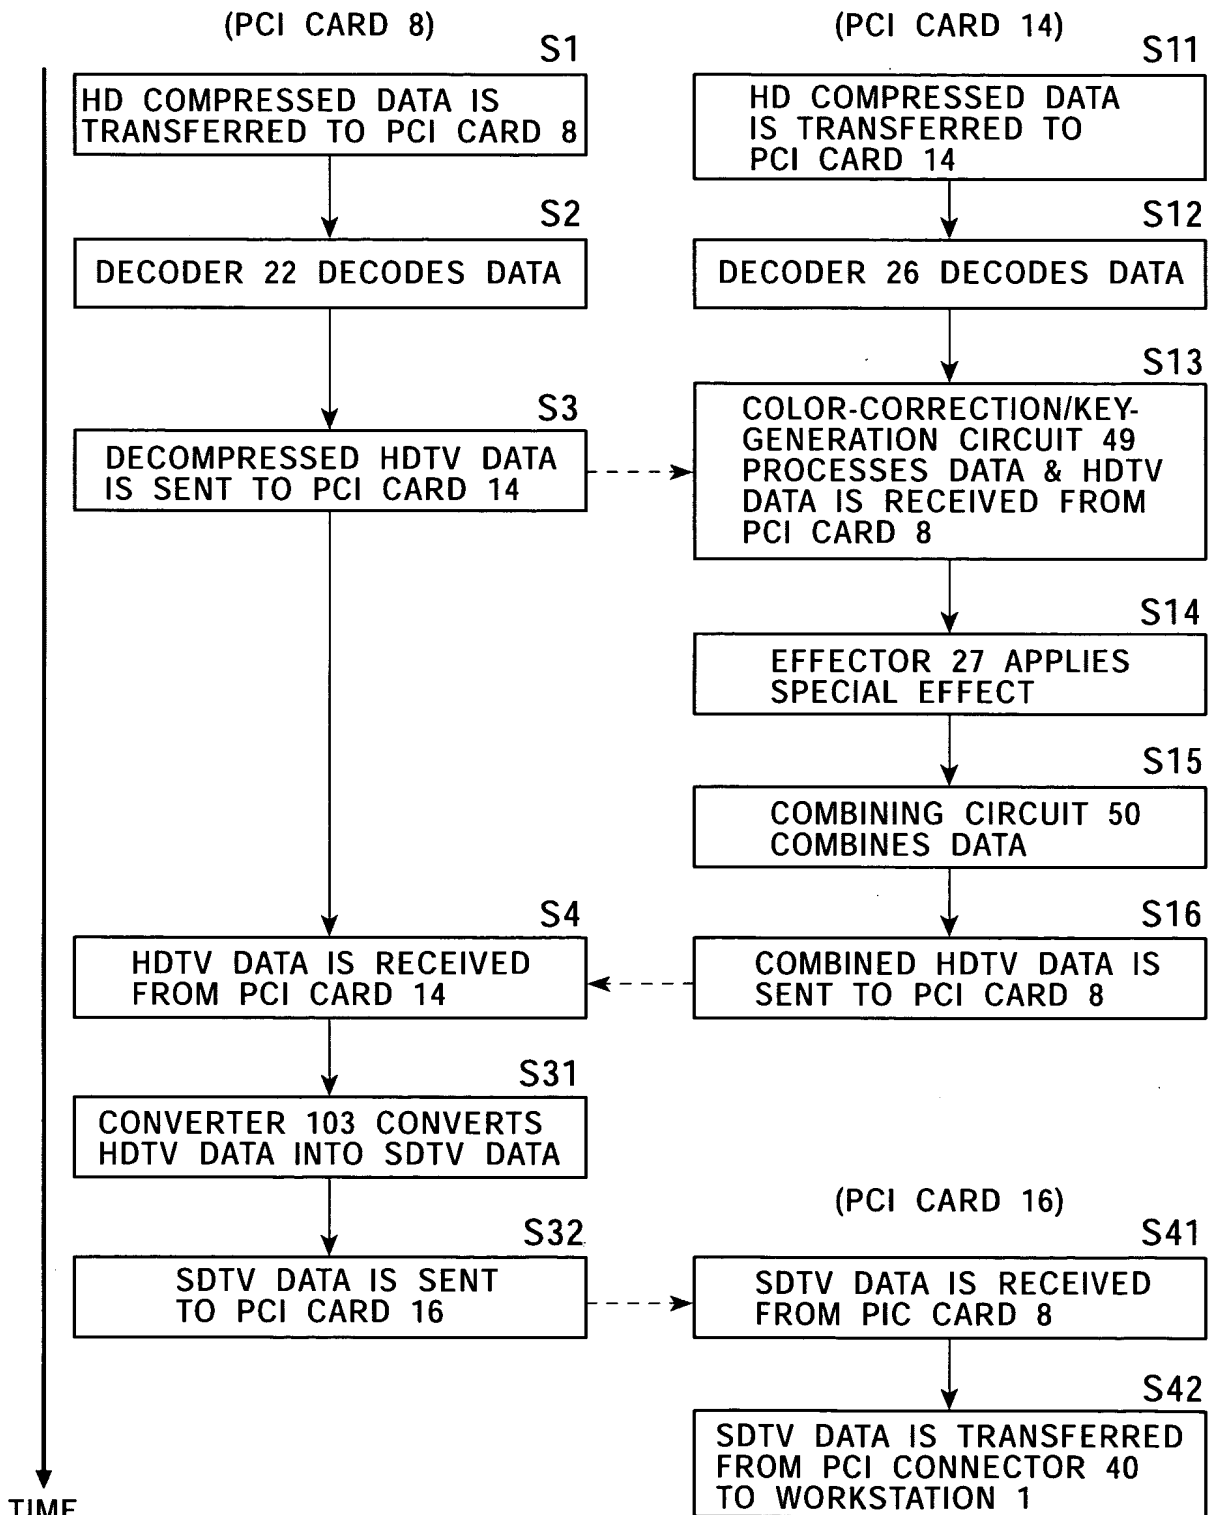 (PCI CARD 8)
S1
HD COMPRESSED DATA IS
TRANSFERRED TO PCI CARD 8
S2
DECODER 22 DECODES DATA
S3
DECOMPRESSED HDTV DATA
IS SENT TO PCI CARD 14
S4
HDTV DATA IS RECEIVED
FROM PCI CARD 14
S31
CONVERTER 103 CONVERTS
HDTV DATA INTO SDTV DATA
S32
SDTV DATA IS SENT
TO PCI CARD 16
(PCI CARD 14)
S11
HD COMPRESSED DATA
IS TRANSFERRED TO
PCI CARD 14
S12
DECODER 26 DECODES DATA
S13
COLOR-CORRECTION/KEY-
GENERATION CIRCUIT 49
PROCESSES DATA & HDTV
DATA IS RECEIVED FROM
PCI CARD 8
S14
EFFECTOR 27 APPLIES
SPECIAL EFFECT
S15
COMBINING CIRCUIT 50
COMBINES DATA
S16
COMBINED HDTV DATA IS
SENT TO PCI CARD 8
(PCI CARD 16)
S41
SDTV DATA IS RECEIVED
FROM PIC CARD 8
S42
SDTV DATA IS TRANSFERRED
FROM PCI CONNECTOR 40
TO WORKSTATION 1
TIME